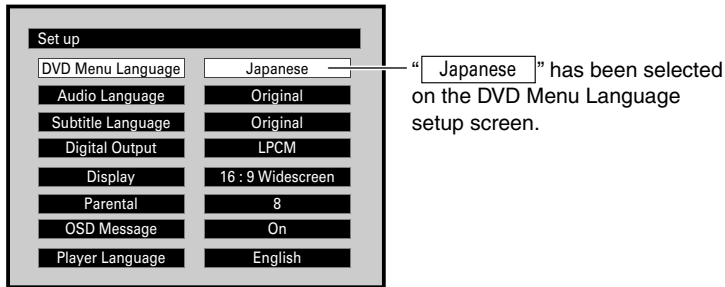 Set up
DVD Menu Language Japanese
Audio Language Original
Subtitle Language Original
Digital Output LPCM
Display 16 : 9 Widescreen
Parental 8
OSD Message On
Player Language English
“ Japanese ” has been selected
on the DVD Menu Language
setup screen.